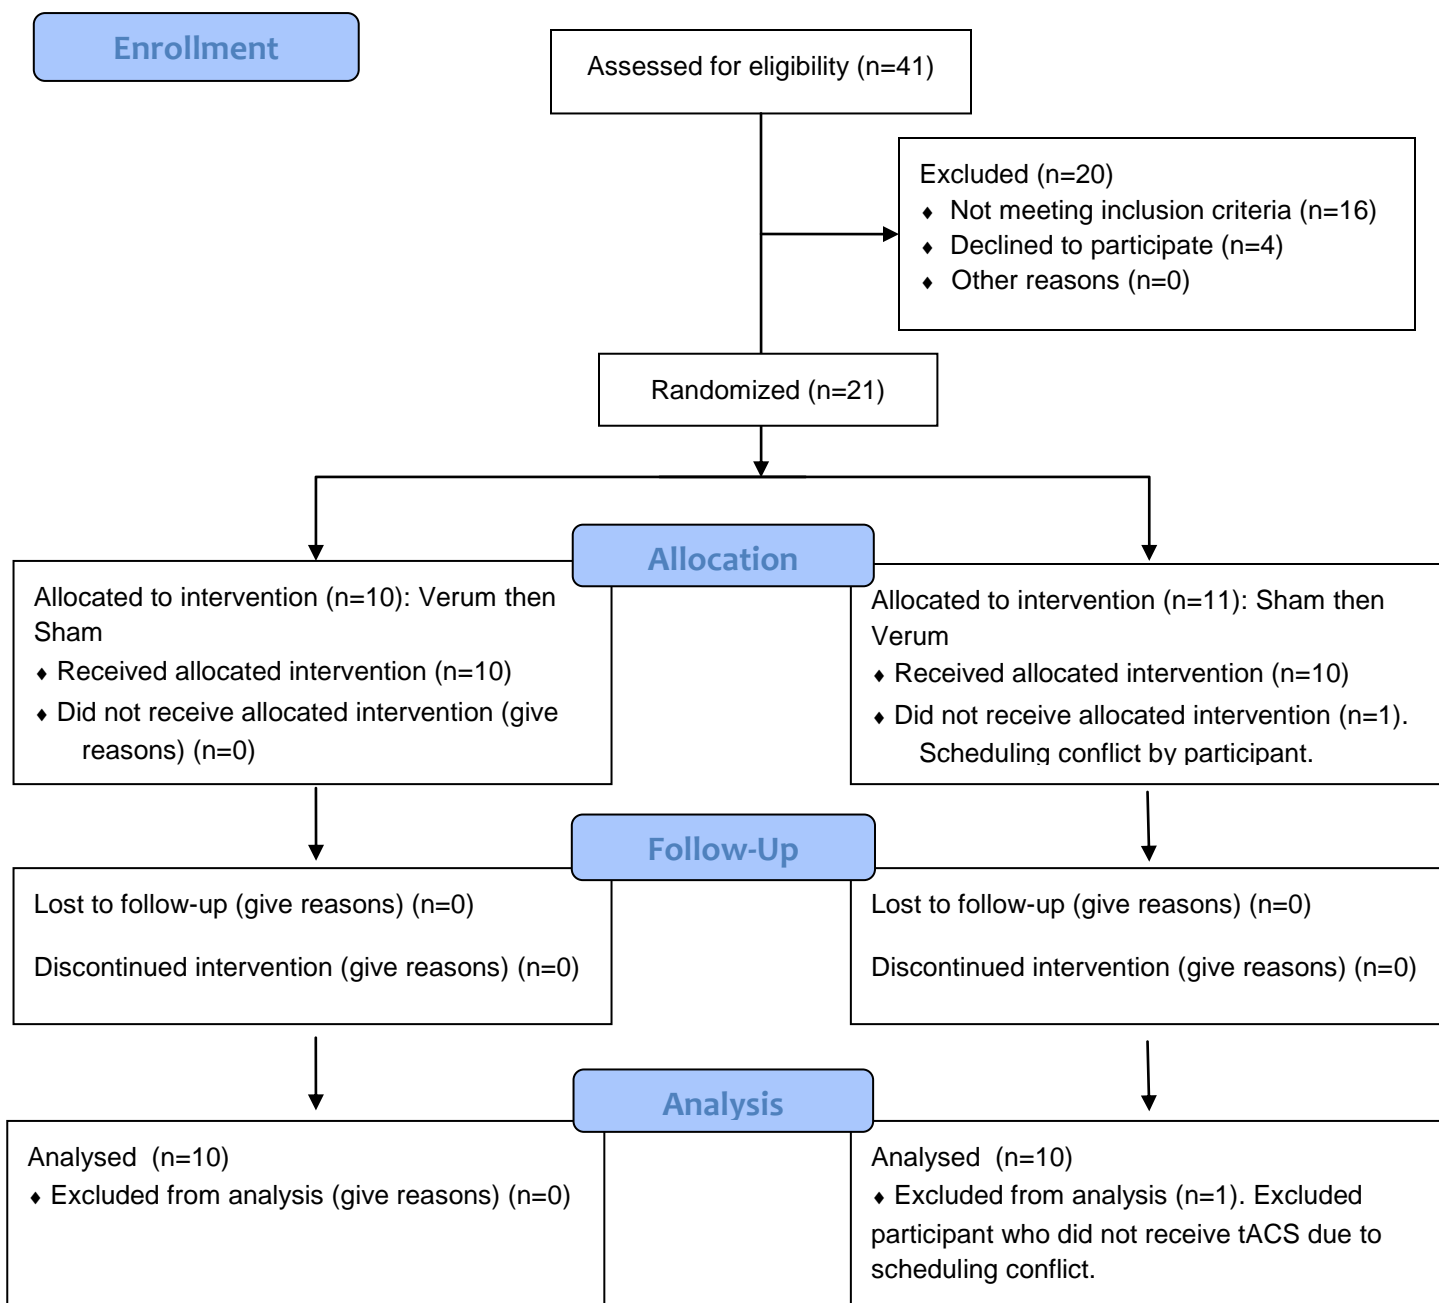 Enrollment
Assessed for eligibility (n=41)
Excluded (n=20)
♦ Not meeting inclusion criteria (n=16)
♦ Declined to participate (n=4)
♦ Other reasons (n=0)
Randomized (n=21)
Allocation
Allocated to intervention (n=10): Verum then
Sham
♦ Received allocated intervention (n=10)
♦ Did not receive allocated intervention (give
reasons) (n=0)
Allocated to intervention (n=11): Sham then
Verum
♦ Received allocated intervention (n=10)
♦ Did not receive allocated intervention (n=1).
Scheduling conflict by participant.
Follow-Up
Lost to follow-up (give reasons) (n=0)
Discontinued intervention (give reasons) (n=0)
Lost to follow-up (give reasons) (n=0)
Discontinued intervention (give reasons) (n=0)
Analysis
Analysed  (n=10)
♦ Excluded from analysis (give reasons) (n=0)
Analysed  (n=10)
♦ Excluded from analysis (n=1). Excluded
participant who did not receive tACS due to
scheduling conflict.